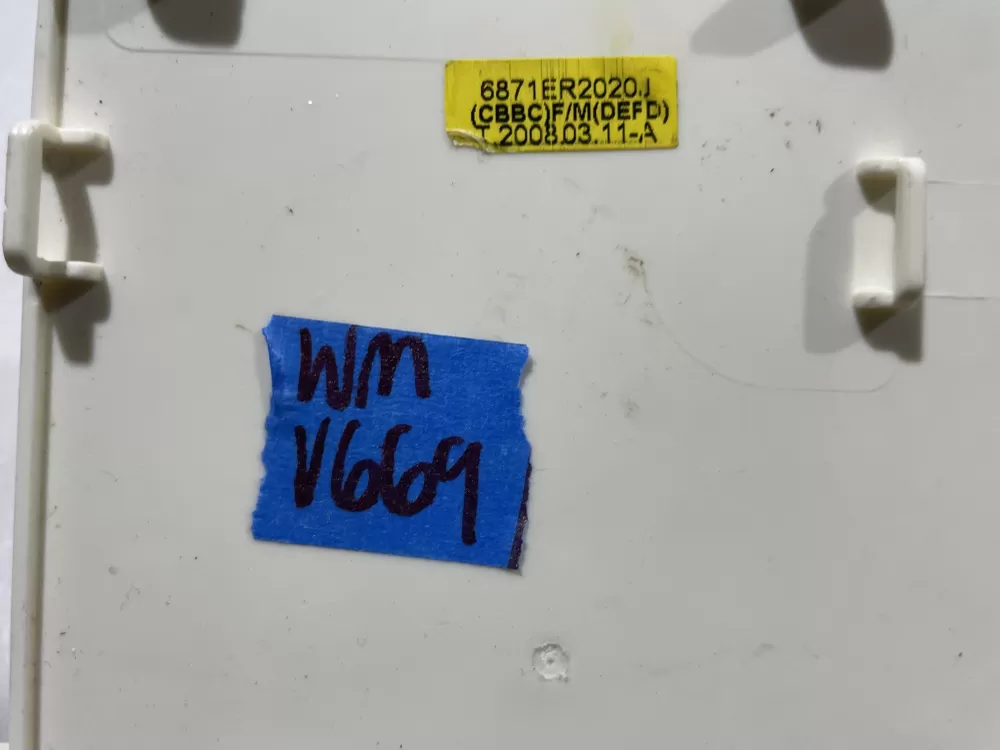 6871ER2020J
(CBBC)F/M(DEFD)
T.2008.03.11-A
WM
V669